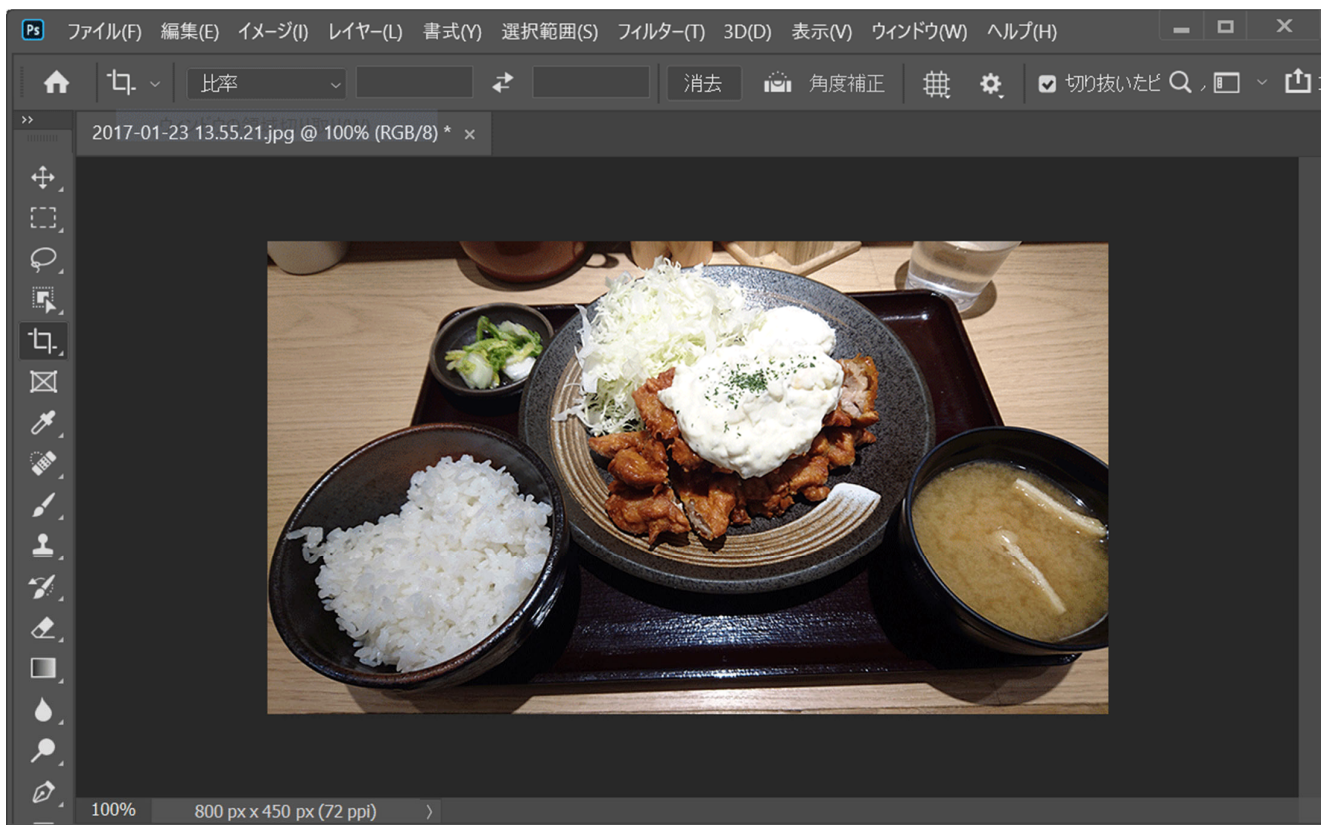 Ps ファイル(F) 編集(E) イメージ(I) レイヤー(L) 書式(Y) 選択範囲(S) フィルター(T) 3D(D) 表示(V) ウィンドウ(W) ヘルプ(H)
比率 消去 角度補正 切り抜いたピ
2017-01-23 13.55.21.jpg @ 100% (RGB/8) *
100% 800 px x 450 px (72 ppi)